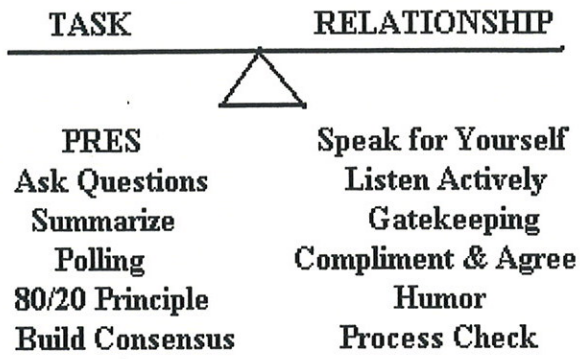 TASK RELATIONSHIP
PRES Speak for Yourself
Ask Questions Listen Actively
Summarize Gatekeeping
Polling Compliment & Agree
80/20 Principle Humor
Build Consensus Process Check